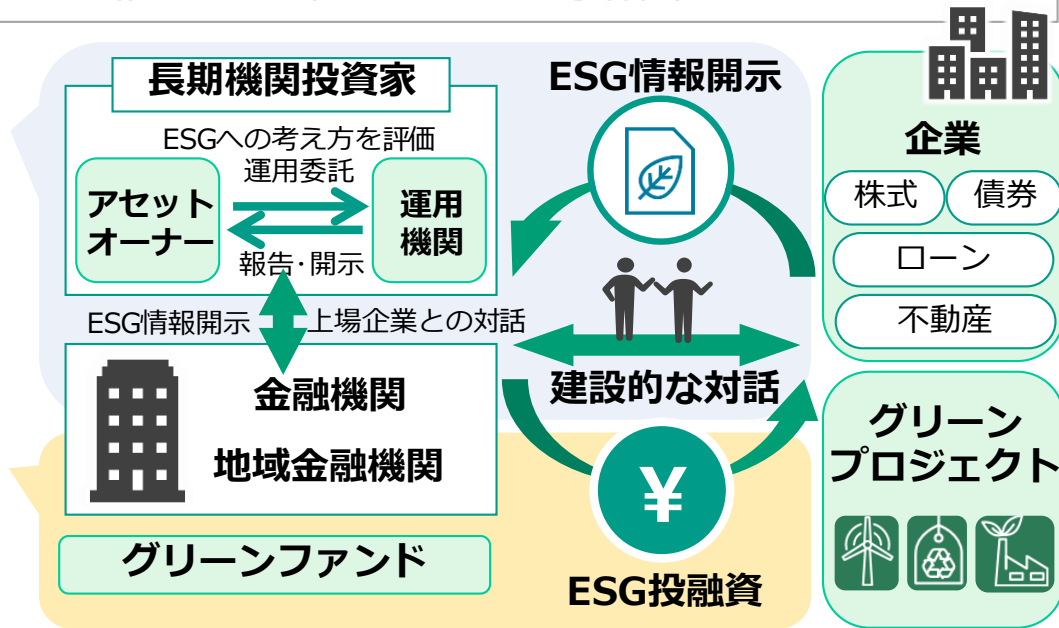 長期機関投資家
ESGへの考え方を評価
運用委託
アセット
オーナー
運用
機関
報告・開示
ESG情報開示
上場企業との対話
金融機関
地域金融機関
グリーンファンド
ESG情報開示
建設的な対話
¥
ESG投融資
企業
株式
債券
ローン
不動産
グリーン
プロジェクト